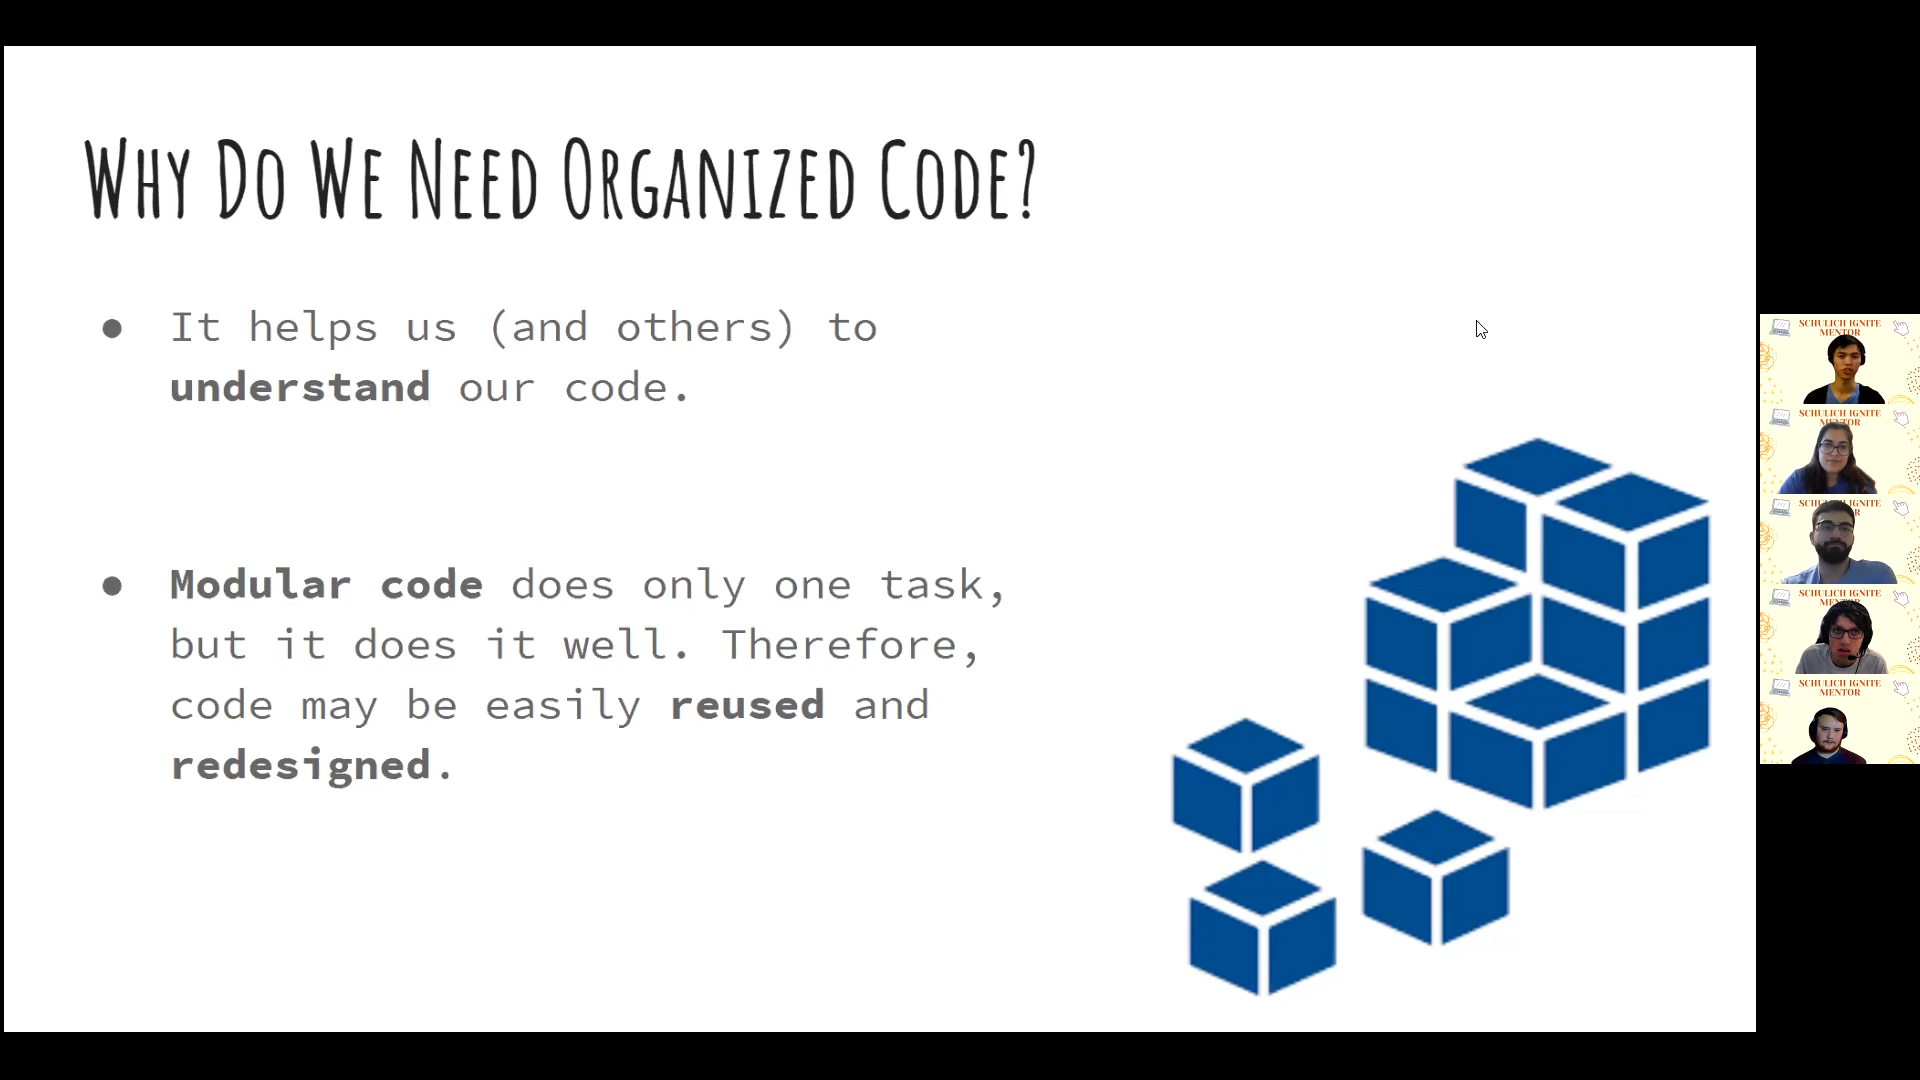 Why Do We Need Organized Code?
● It helps us (and others) to
understand our code.
● Modular code does only one task,
but it does it well. Therefore,
code may be easily reused and
redesigned.
SCHULICH IGNITE
MENTOR
SCHULICH IGNITE
MENTOR
SCHULICH IGNITE
SCHULICH IGNITE
SCHULICH IGNITE
MENTOR